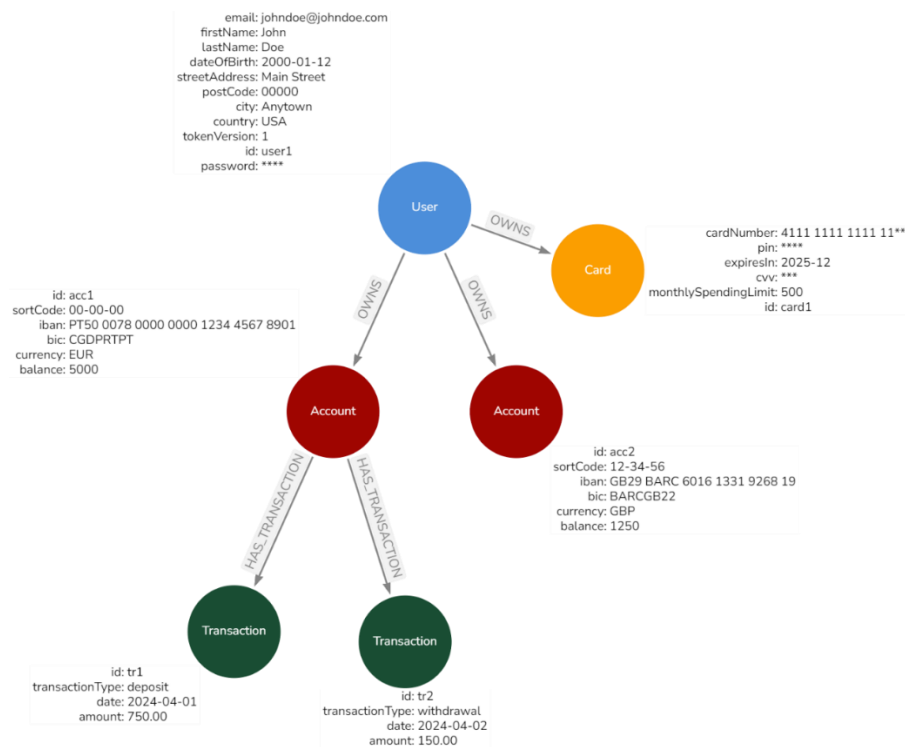 email: johndoe@johndoe.com
firstName: John
lastName: Doe
dateOfBirth: 2000-01-12
streetAddress: Main Street
postCode: 00000
city: Anytown
country: USA
tokenVersion: 1
id: user1
password: ****
User
OWNS
Card
cardNumber: 4111 1111 1111 11**
pin: ****
expiresIn: 2025-12
cvv: ***
monthlySpendingLimit: 500
id: card1
OWNS
OWNS
id: acc1
sortCode: 00-00-00
iban: PT50 0078 0000 0000 1234 4567 8901
bic: CGDPRTPT
currency: EUR
balance: 5000
Account
Account
id: acc2
sortCode: 12-34-56
iban: GB29 BARC 6016 1331 9268 19
bic: BARCGB22
currency: GBP
balance: 1250
HAS_TRANSACTION
HAS_TRANSACTION
Transaction
Transaction
id: tr1
transactionType: deposit
date: 2024-04-01
amount: 750.00
id: tr2
transactionType: withdrawal
date: 2024-04-02
amount: 150.00